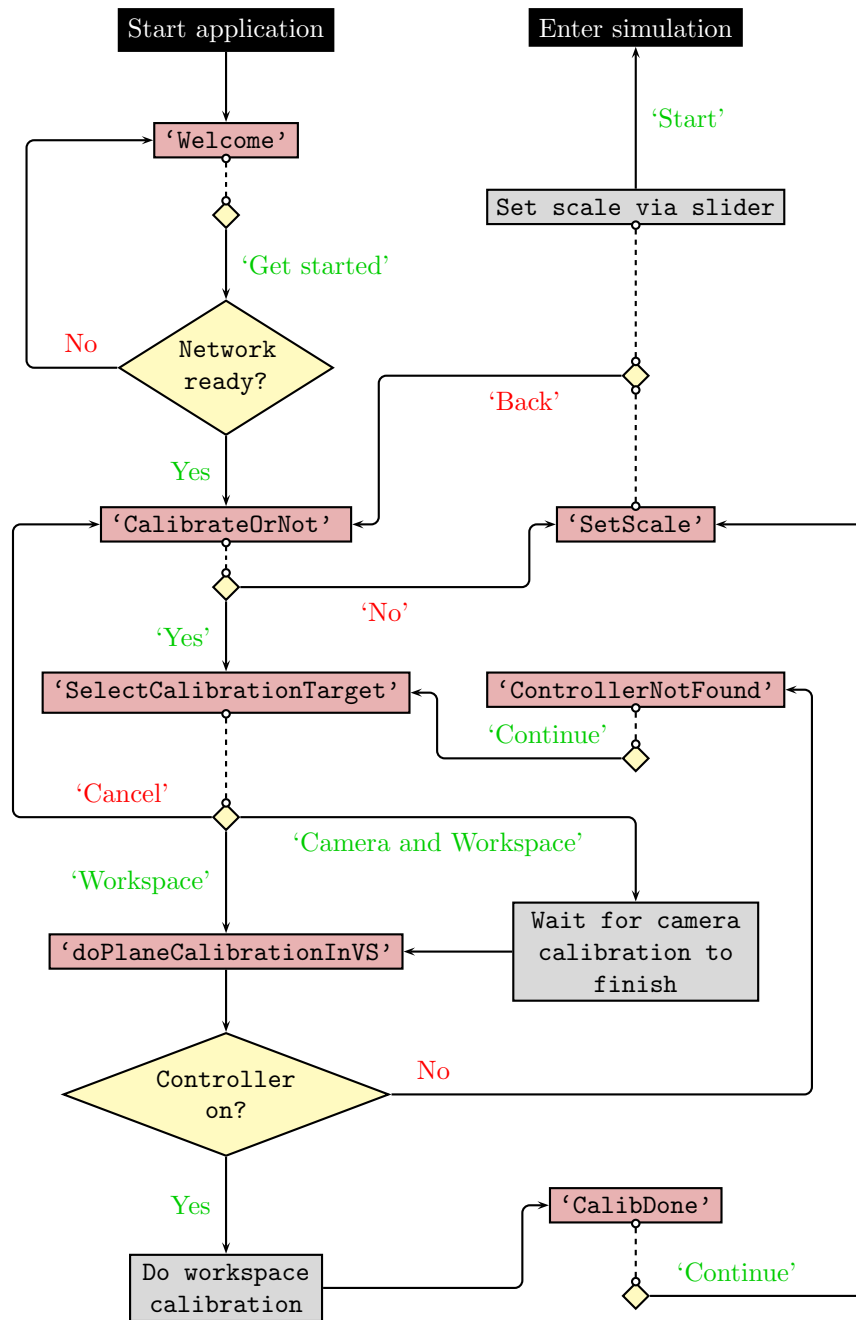 Start application
Enter simulation
‘Start’
‘Welcome’
Set scale via slider
‘Get started’
No
Network
ready?
‘Back’
Yes
‘CalibrateOrNot’
‘SetScale’
‘No’
‘Yes’
‘SelectCalibrationTarget’
‘ControllerNotFound’
‘Continue’
‘Cancel’
‘Camera and Workspace’
‘Workspace’
Wait for camera
calibration to
finish
‘doPlaneCalibrationInVS’
Controller
on?
No
Yes
‘CalibDone’
Do workspace
calibration
‘Continue’